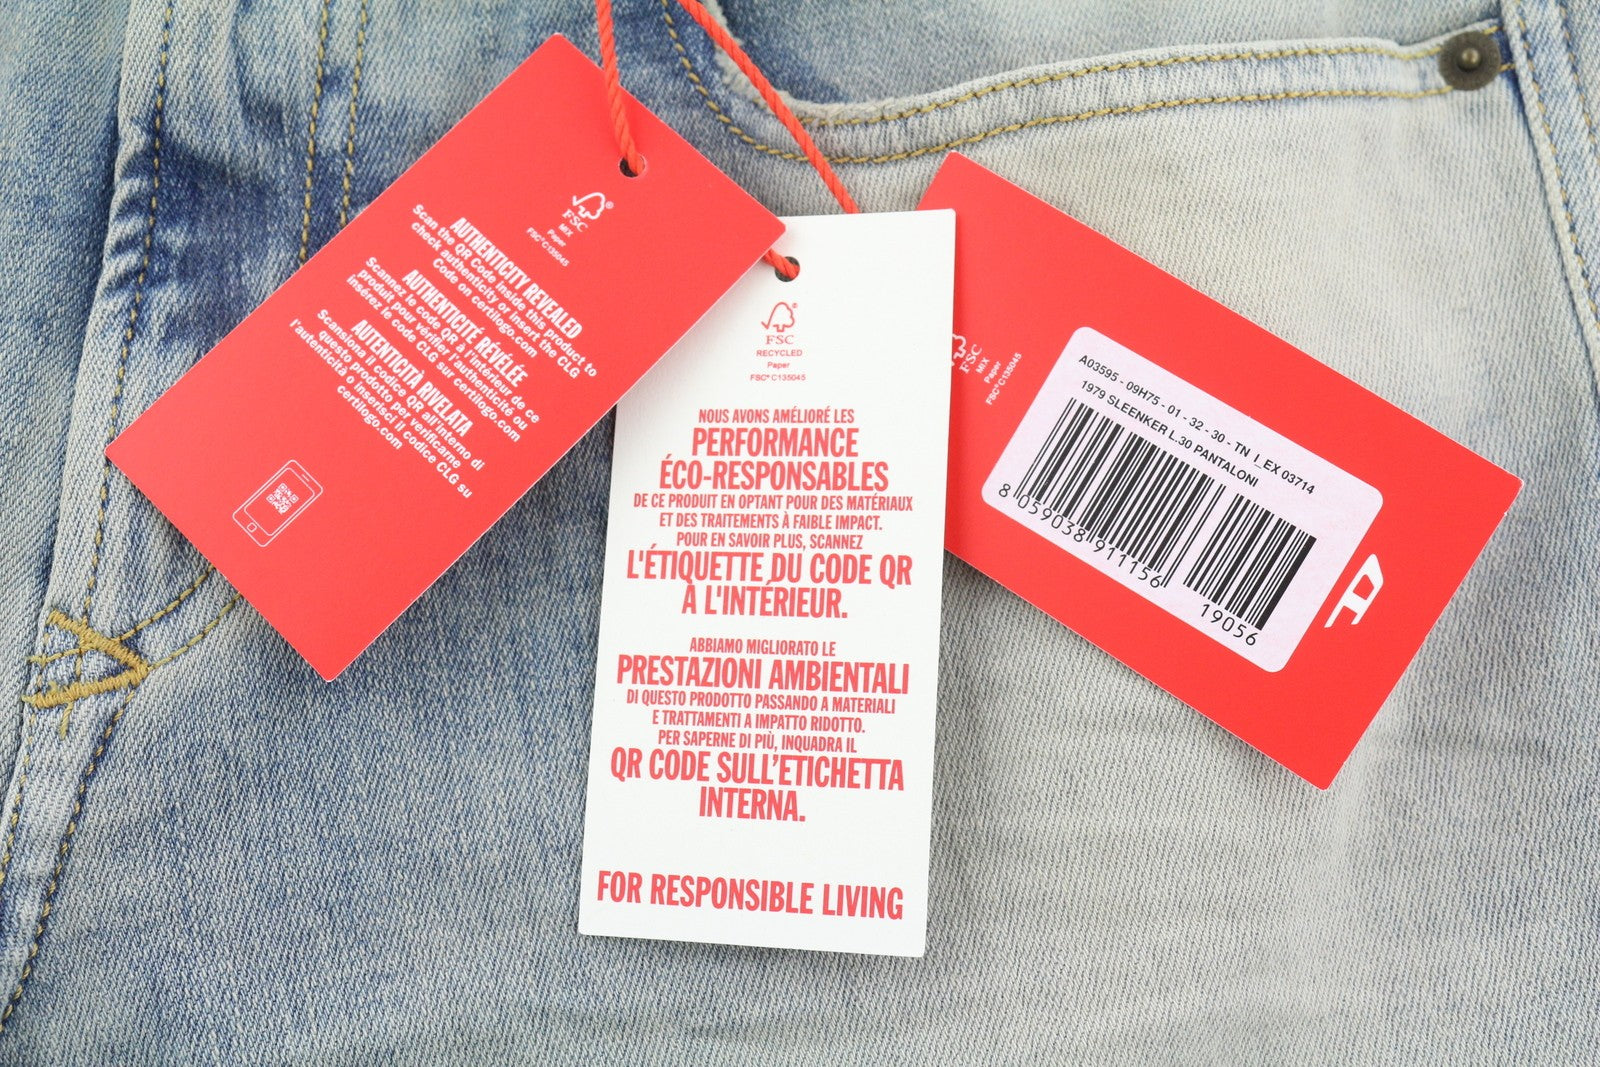 FSC®
MIX
Paper
FSC® C135045
AUTHENTICITY REVEALED
Scan the QR Code inside this product to
check authenticity or insert the CLG
Code on certilogo.com
AUTHENTICITÉ RÉVÉLÉE
Scannez le code QR à l'intérieur de ce
produit pour vérifier l'authenticité ou
insérez le code CLG sur certilogo.com
AUTENTICITÀ RIVELATA
Scansiona il codice QR all'interno di
questo prodotto per verificarne
l'autenticità o inserisci il codice CLG su
certilogo.com
®
FSC
RECYCLED
Paper
FSC® C135045
NOUS AVONS AMÉLIORÉ LES
PERFORMANCE
ÉCO-RESPONSABLES
DE CE PRODUIT EN OPTANT POUR DES MATÉRIAUX
ET DES TRAITEMENTS À FAIBLE IMPACT.
POUR EN SAVOIR PLUS, SCANNEZ
L'ÉTIQUETTE DU CODE QR
À L'INTÉRIEUR.
ABBIAMO MIGLIORATO LE
PRESTAZIONI AMBIENTALI
DI QUESTO PRODOTTO PASSANDO A MATERIALI
E TRATTAMENTI A IMPATTO RIDOTTO.
PER SAPERNE DI PIÙ, INQUADRA IL
QR CODE SULL'ETICHETTA
INTERNA.
FOR RESPONSIBLE LIVING
FSC
MIX
Paper
FSC® C135045
A03595 - 09H75 - 01 - 32 - 30 - TN I_EX 03714
1979 SLEENKER L.30 PANTALONI
8 059038 911156
19056
D